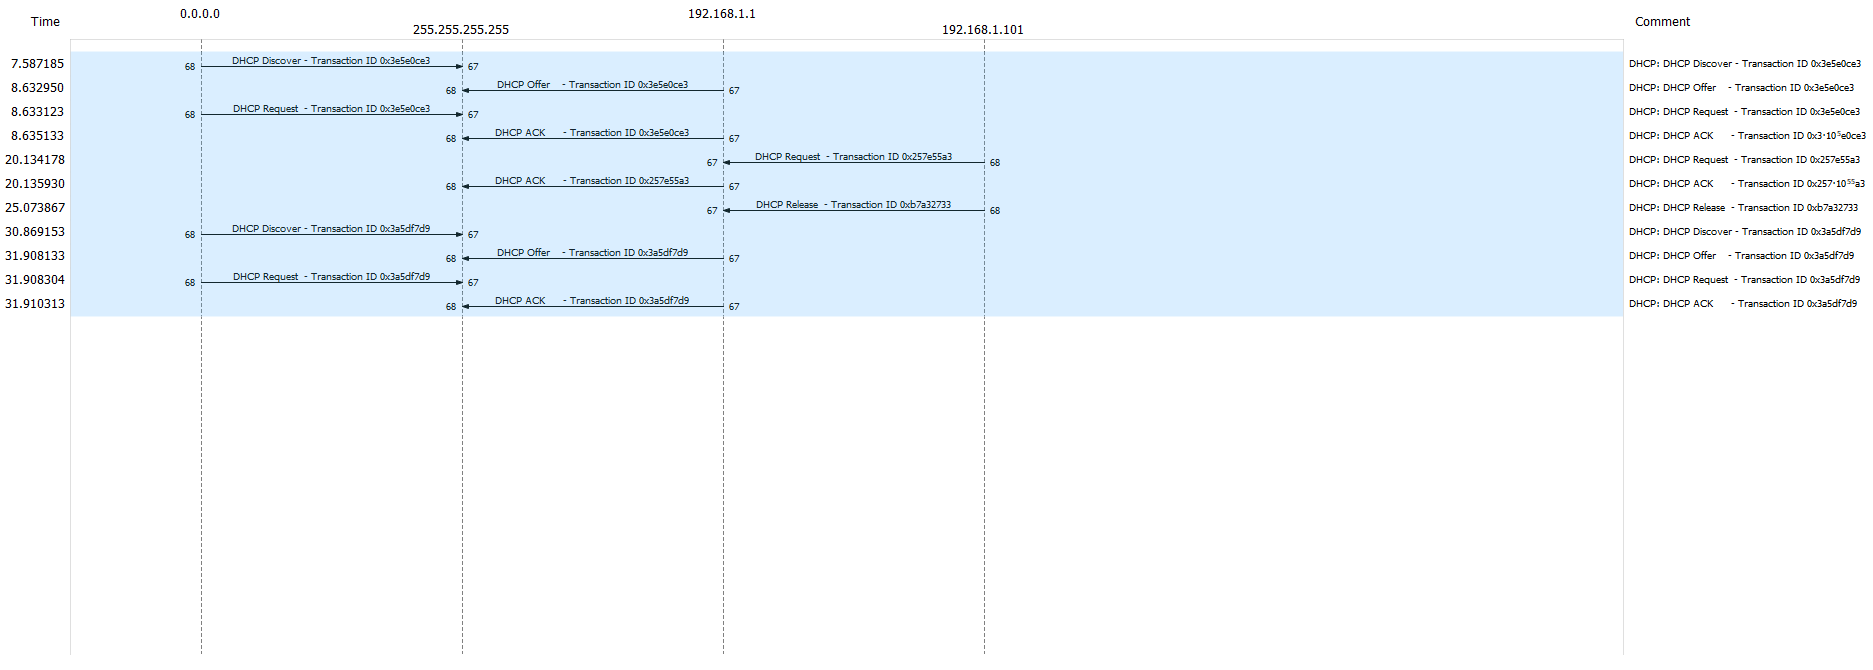 Time 0.0.0.0 255.255.255.255 192.168.1.1 192.168.1.101 Comment
7.587185 68 DHCP Discover - Transaction ID 0x3e5e0ce3 67 DHCP: DHCP Discover - Transaction ID 0x3e5e0ce3
8.632950 68 DHCP Offer - Transaction ID 0x3e5e0ce3 67 DHCP: DHCP Offer - Transaction ID 0x3e5e0ce3
8.633123 68 DHCP Request - Transaction ID 0x3e5e0ce3 67 DHCP: DHCP Request - Transaction ID 0x3e5e0ce3
8.635133 68 DHCP ACK - Transaction ID 0x3e5e0ce3 67 DHCP: DHCP ACK - Transaction ID 0x3·10⁵e0ce3
20.134178 67 DHCP Request - Transaction ID 0x257e55a3 68 DHCP: DHCP Request - Transaction ID 0x257e55a3
20.135930 68 DHCP ACK - Transaction ID 0x257e55a3 67 DHCP: DHCP ACK - Transaction ID 0x257·10⁵⁵a3
25.073867 67 DHCP Release - Transaction ID 0xb7a32733 68 DHCP: DHCP Release - Transaction ID 0xb7a32733
30.869153 68 DHCP Discover - Transaction ID 0x3a5df7d9 67 DHCP: DHCP Discover - Transaction ID 0x3a5df7d9
31.908133 68 DHCP Offer - Transaction ID 0x3a5df7d9 67 DHCP: DHCP Offer - Transaction ID 0x3a5df7d9
31.908304 68 DHCP Request - Transaction ID 0x3a5df7d9 67 DHCP: DHCP Request - Transaction ID 0x3a5df7d9
31.910313 68 DHCP ACK - Transaction ID 0x3a5df7d9 67 DHCP: DHCP ACK - Transaction ID 0x3a5df7d9